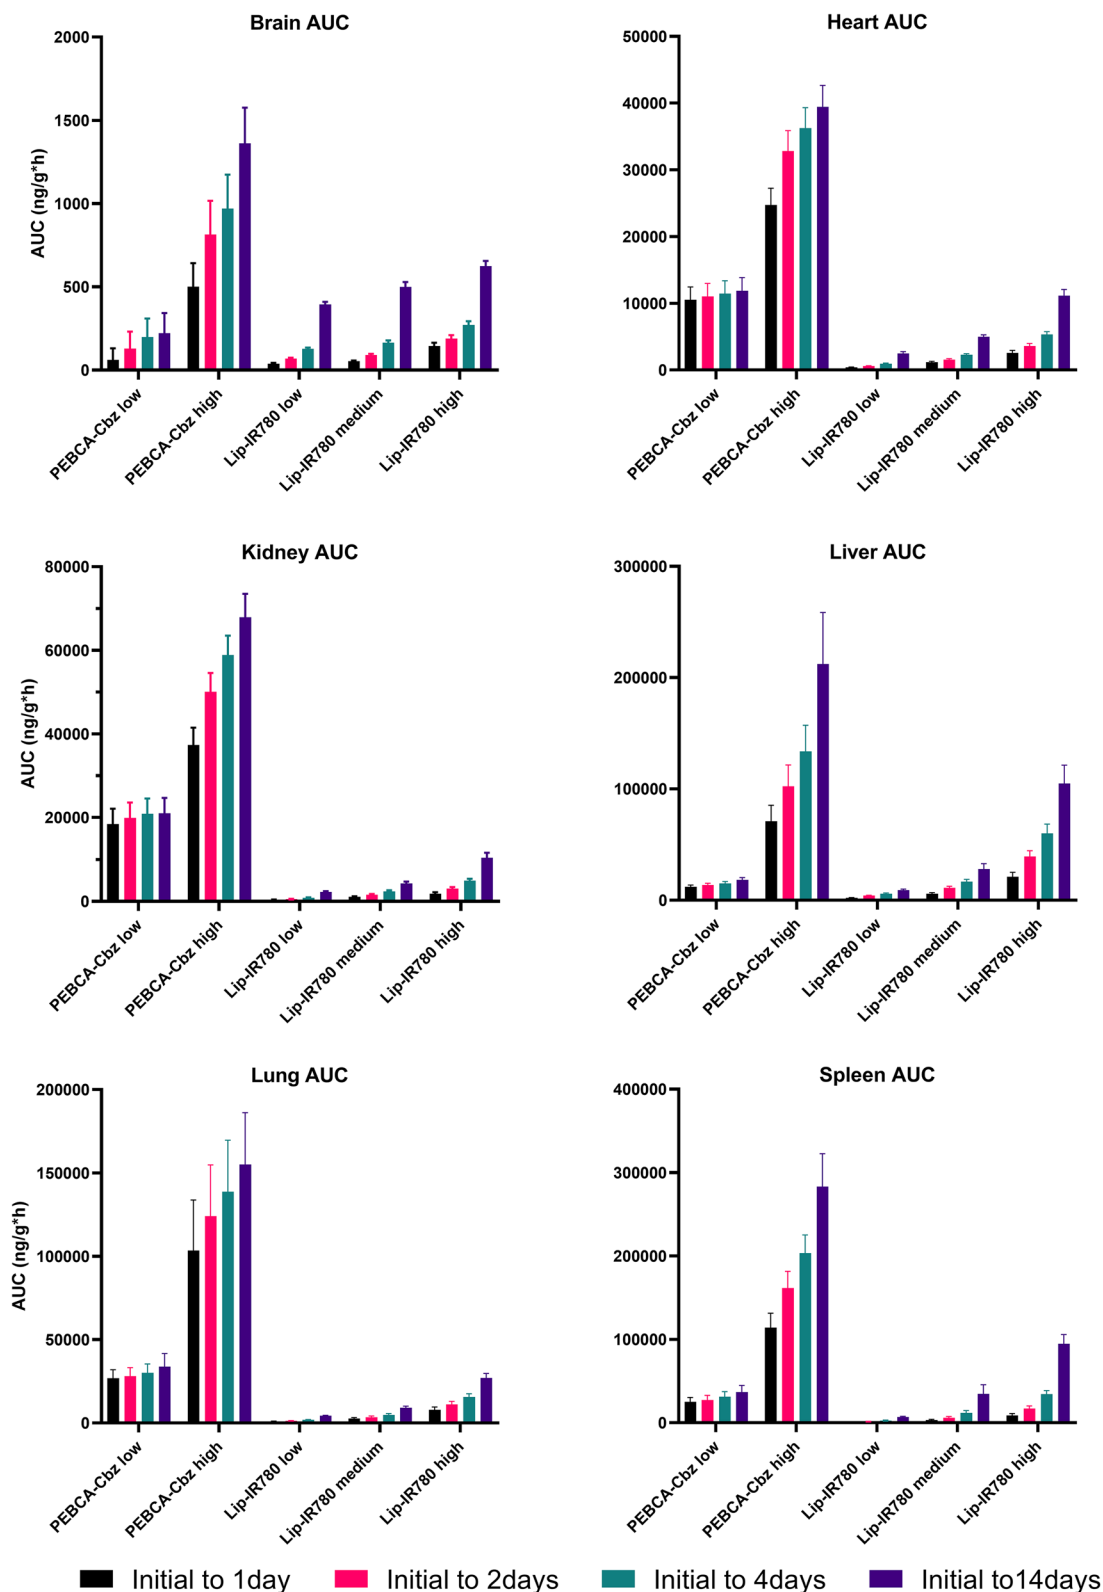 Brain AUC
2000
1500
1000
500
0
AUC (ng/g*h)
PEBCA-Cbz low
PEBCA-Cbz high
Lip-IR780 low
Lip-IR780 medium
Lip-IR780 high
Heart AUC
50000
40000
30000
20000
10000
0
PEBCA-Cbz low
PEBCA-Cbz high
Lip-IR780 low
Lip-IR780 medium
Lip-IR780 high
Kidney AUC
80000
60000
40000
20000
0
AUC (ng/g*h)
PEBCA-Cbz low
PEBCA-Cbz high
Lip-IR780 low
Lip-IR780 medium
Lip-IR780 high
Liver AUC
300000
200000
100000
0
PEBCA-Cbz low
PEBCA-Cbz high
Lip-IR780 low
Lip-IR780 medium
Lip-IR780 high
Lung AUC
200000
150000
100000
50000
0
AUC (ng/g*h)
PEBCA-Cbz low
PEBCA-Cbz high
Lip-IR780 low
Lip-IR780 medium
Lip-IR780 high
Spleen AUC
400000
300000
200000
100000
0
PEBCA-Cbz low
PEBCA-Cbz high
Lip-IR780 low
Lip-IR780 medium
Lip-IR780 high
Initial to 1day Initial to 2days Initial to 4days Initial to14days